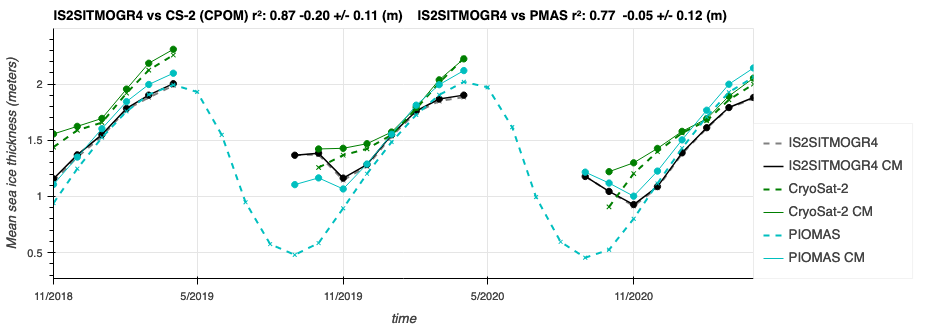 IS2SITMOGR4 vs CS-2 (CPOM) r²: 0.87 -0.20 +/- 0.11 (m) IS2SITMOGR4 vs PMAS r²: 0.77 -0.05 +/- 0.12 (m)
Mean sea ice thickness (meters)
2
1.5
1
0.5
11/2018 5/2019 11/2019 5/2020 11/2020
time
IS2SITMOGR4
IS2SITMOGR4 CM
CryoSat-2
CryoSat-2 CM
PIOMAS
PIOMAS CM